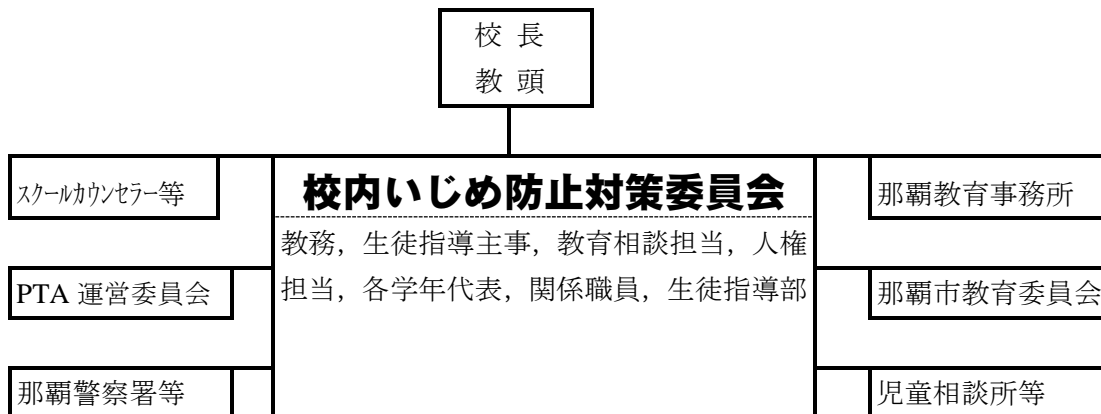 校 長
教 頭
スクールカウンセラー等
校内いじめ防止対策委員会
那覇教育事務所
教務，生徒指導主事，教育相談担当，人権
担当，各学年代表，関係職員，生徒指導部
PTA 運営委員会
那覇市教育委員会
那覇警察署等
児童相談所等